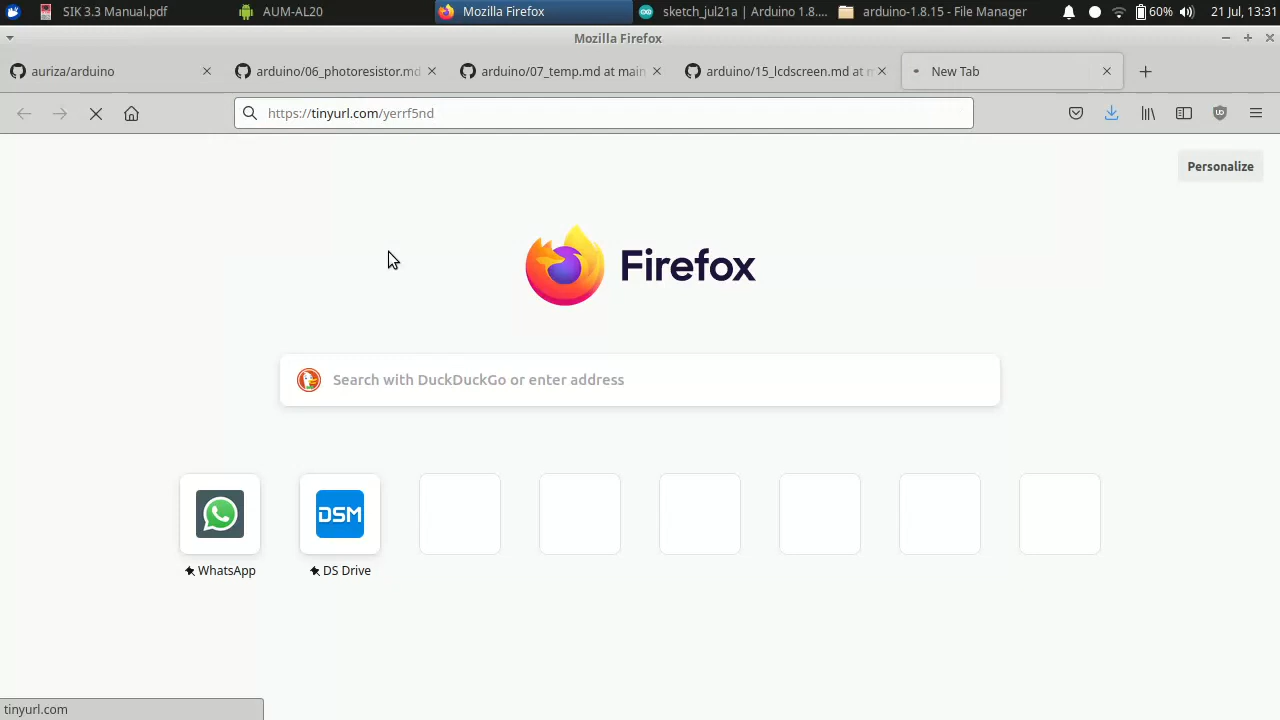 SIK 3.3 Manual.pdf
AUM-AL20
Mozilla Firefox
sketch_jul21a | Arduino 1.8....
arduino-1.8.15 - File Manager
60%
21 Jul, 13:31
Mozilla Firefox
auriza/arduino
arduino/06_photoresistor.md
arduino/07_temp.md at main
arduino/15_lcdscreen.md at m
New Tab
https://tinyurl.com/yerrf5nd
Personalize
Firefox
Search with DuckDuckGo or enter address
DSM
WhatsApp
DS Drive
tinyurl.com